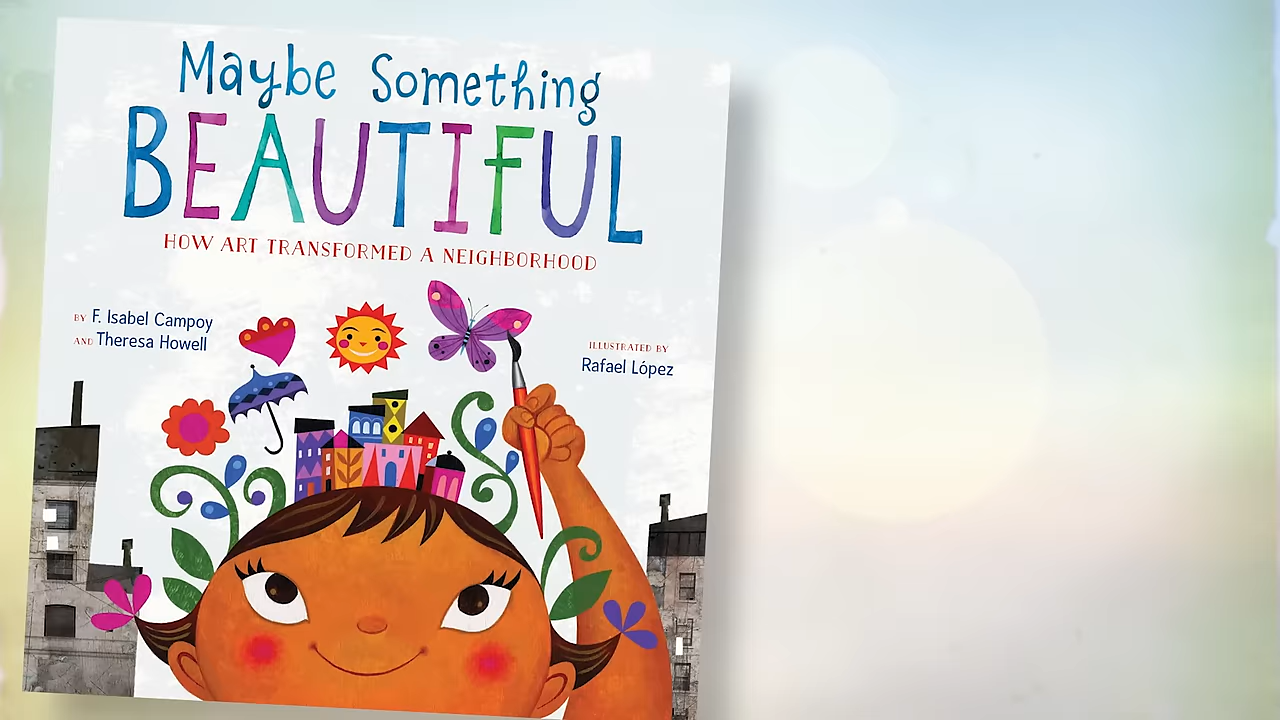 Maybe Something
BEAUTIFUL
HOW ART TRANSFORMED A NEIGHBORHOOD
BY F. Isabel Campoy
AND Theresa Howell
ILLUSTRATED BY
Rafael López